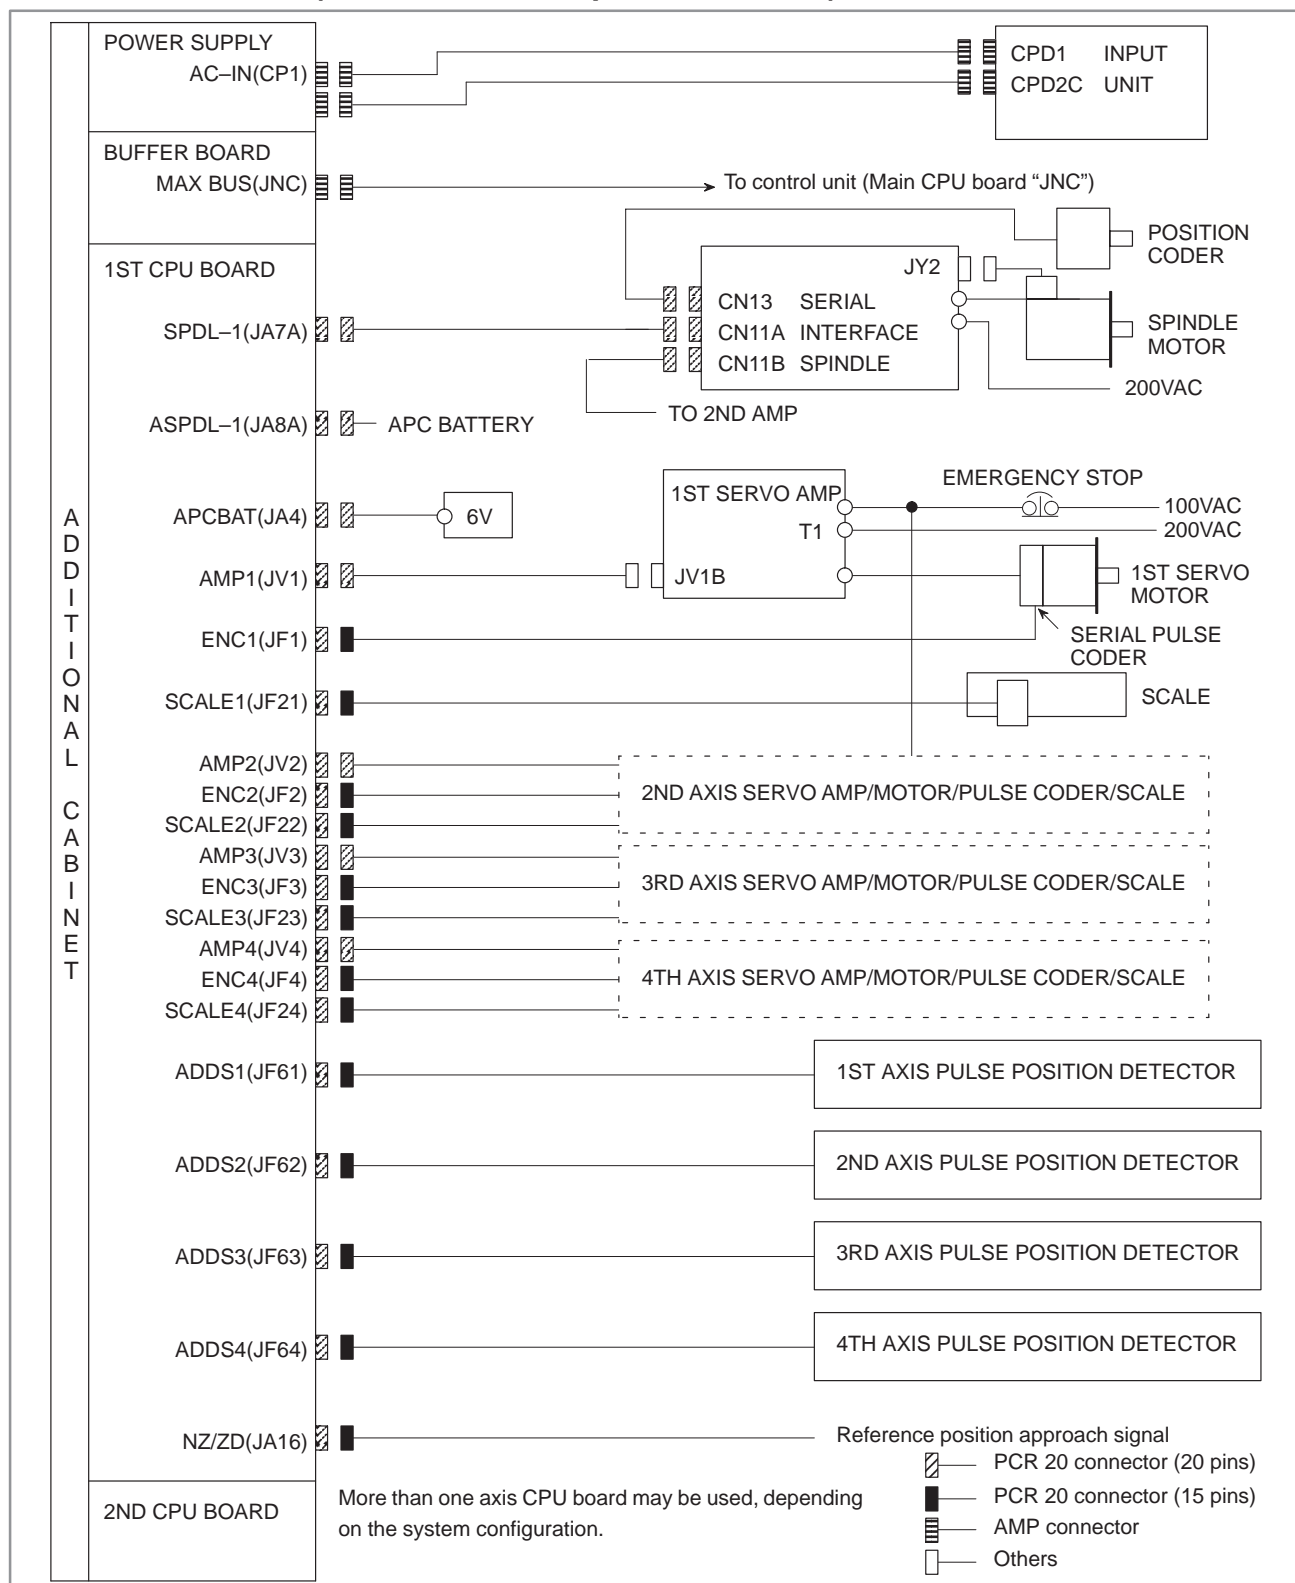 POWER SUPPLY
AC–IN(CP1)
CPD1 INPUT
CPD2C UNIT
BUFFER BOARD
MAX BUS(JNC)
To control unit (Main CPU board “JNC”)
POSITION
CODER
1ST CPU BOARD
JY2
CN13 SERIAL
SPDL–1(JA7A)
CN11A INTERFACE
CN11B SPINDLE
SPINDLE
MOTOR
200VAC
TO 2ND AMP
ASPDL–1(JA8A)
APC BATTERY
1ST SERVO AMP
EMERGENCY STOP
100VAC
200VAC
T1
APCBAT(JA4)
6V
AMP1(JV1)
JV1B
1ST SERVO
MOTOR
ENC1(JF1)
SERIAL PULSE
CODER
SCALE1(JF21)
SCALE
AMP2(JV2)
ENC2(JF2)
2ND AXIS SERVO AMP/MOTOR/PULSE CODER/SCALE
SCALE2(JF22)
AMP3(JV3)
ENC3(JF3)
3RD AXIS SERVO AMP/MOTOR/PULSE CODER/SCALE
SCALE3(JF23)
AMP4(JV4)
ENC4(JF4)
4TH AXIS SERVO AMP/MOTOR/PULSE CODER/SCALE
SCALE4(JF24)
ADDITIONAL CABINET
ADDS1(JF61)
1ST AXIS PULSE POSITION DETECTOR
ADDS2(JF62)
2ND AXIS PULSE POSITION DETECTOR
ADDS3(JF63)
3RD AXIS PULSE POSITION DETECTOR
ADDS4(JF64)
4TH AXIS PULSE POSITION DETECTOR
NZ/ZD(JA16)
Reference position approach signal
PCR 20 connector (20 pins)
PCR 20 connector (15 pins)
AMP connector
Others
2ND CPU BOARD
More than one axis CPU board may be used, depending
on the system configuration.